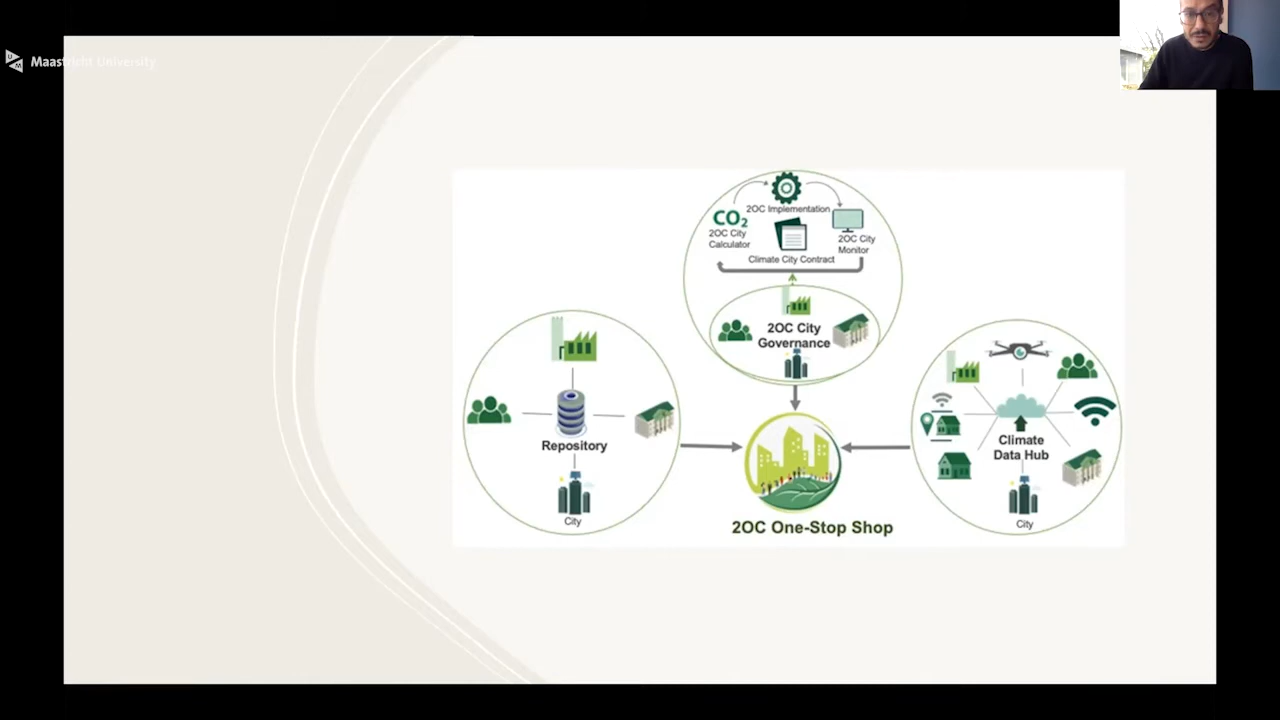 Maastricht University
2OC Implementation
CO₂
2OC City
Calculator
2OC City
Monitor
Climate City Contract
2OC City
Governance
Repository
City
Climate
Data Hub
City
2OC One-Stop Shop